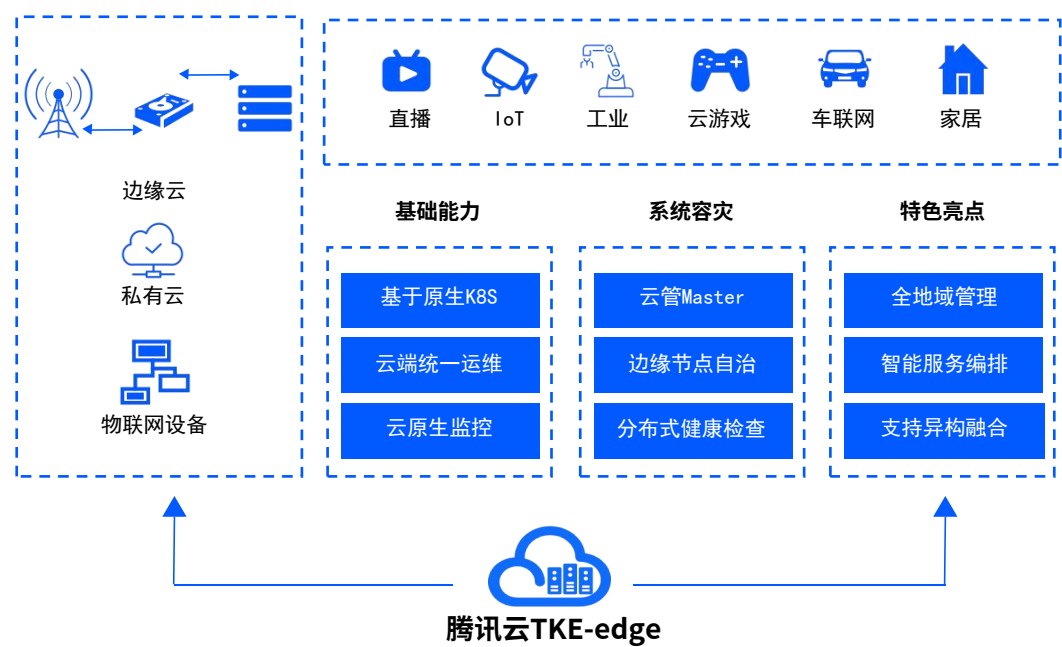 直播
IoT
工业
云游戏
车联网
家居
边缘云
私有云
物联网设备
基础能力
系统容灾
特色亮点
基于原生K8S
云管Master
全地域管理
云端统一运维
边缘节点自治
智能服务编排
云原生监控
分布式健康检查
支持异构融合
腾讯云TKE-edge